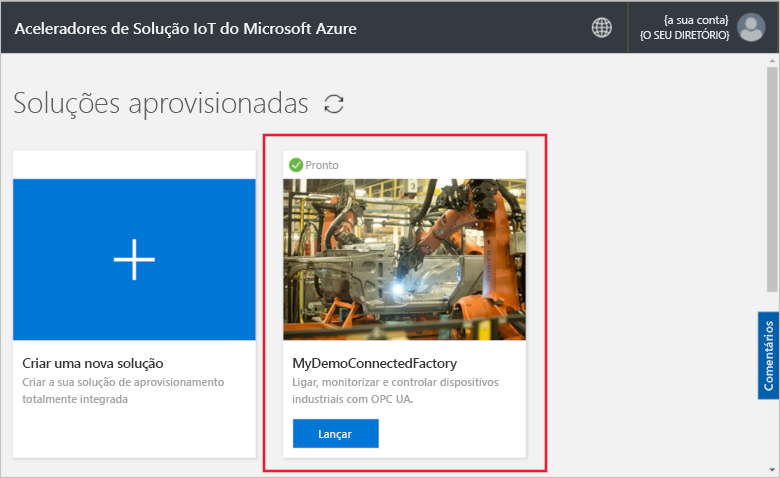 Aceleradores de Solução IoT do Microsoft Azure
{a sua conta}
{O SEU DIRETÓRIO}
Soluções aprovisionadas
Pronto
Criar uma nova solução
Criar a sua solução de aprovisionamento
totalmente integrada
MyDemoConnectedFactory
Ligar, monitorizar e controlar dispositivos
industriais com OPC UA.
Lançar
Comentários